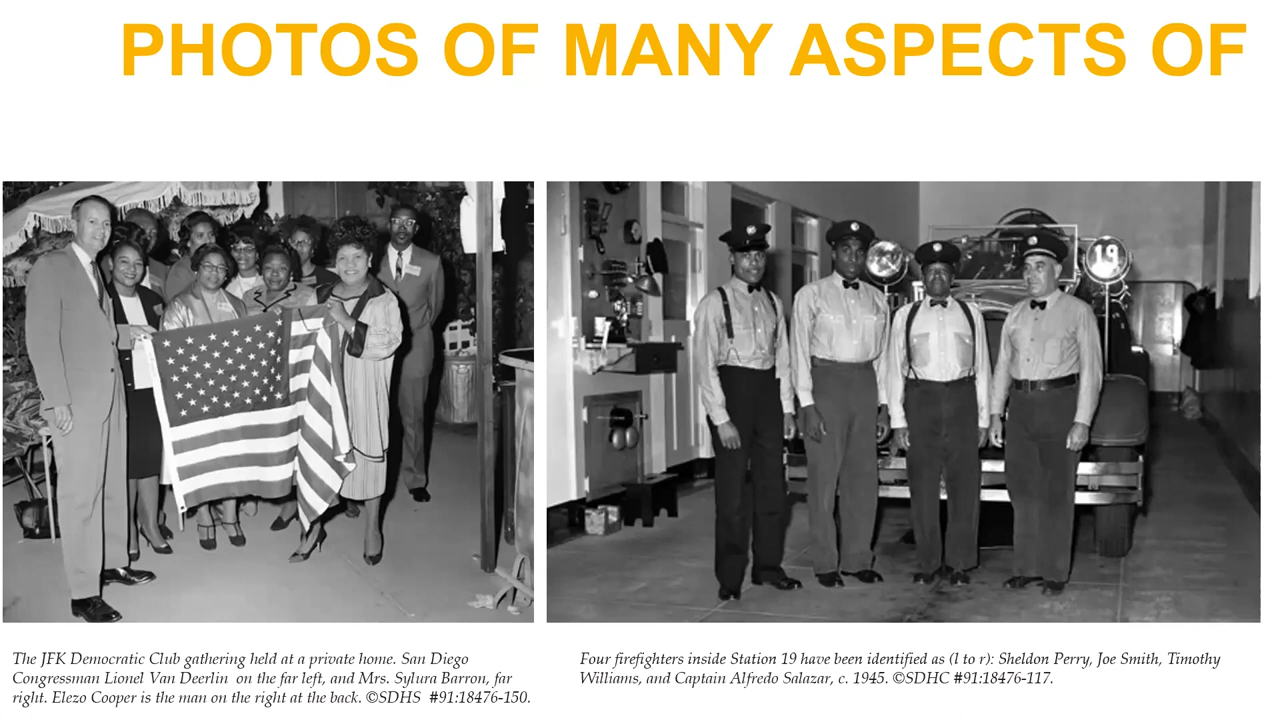 PHOTOS OF MANY ASPECTS OF
19
The JFK Democratic Club gathering held at a private home. San Diego
Congressman Lionel Van Deerlin on the far left, and Mrs. Sylura Barron, far
right. Elezo Cooper is the man on the right at the back. ©SDHS #91:18476-150.
Four firefighters inside Station 19 have been identified as (l to r): Sheldon Perry, Joe Smith, Timothy
Williams, and Captain Alfredo Salazar, c. 1945. ©SDHC #91:18476-117.